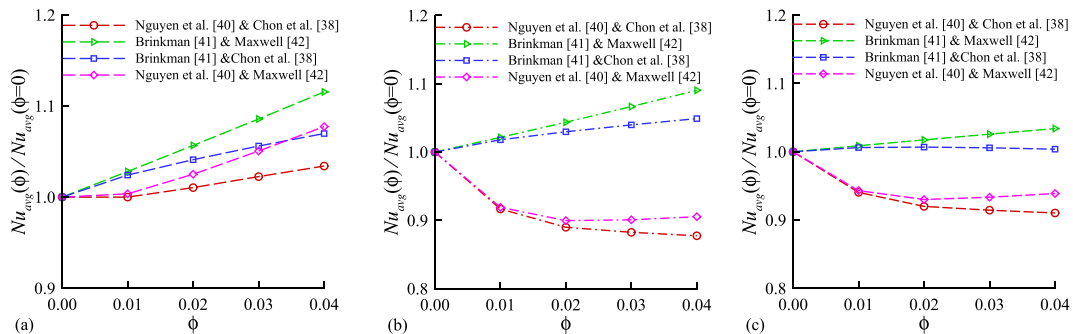 Nguyen et al. [40] & Chon et al. [38]
Brinkman [41] & Maxwell [42]
Brinkman [41] &Chon et al. [38]
Nguyen et al. [40] & Maxwell [42]
Nu_avg(ϕ) / Nu_avg(ϕ=0)
1.2
1.1
1.0
0.9
0.00 0.01 0.02 0.03 0.04
(a) ϕ
Nguyen et al. [40] & Chon et al. [38]
Brinkman [41] & Maxwell [42]
Brinkman [41] &Chon et al. [38]
Nguyen et al. [40] & Maxwell [42]
Nu_avg(ϕ) / Nu_avg(ϕ=0)
1.2
1.1
1.0
0.9
0.8
0.00 0.01 0.02 0.03 0.04
(b) ϕ
Nguyen et al. [40] & Chon et al. [38]
Brinkman [41] & Maxwell [42]
Brinkman [41] &Chon et al. [38]
Nguyen et al. [40] & Maxwell [42]
Nu_avg(ϕ) / Nu_avg(ϕ=0)
1.2
1.1
1.0
0.9
0.8
0.00 0.01 0.02 0.03 0.04
(c) ϕ